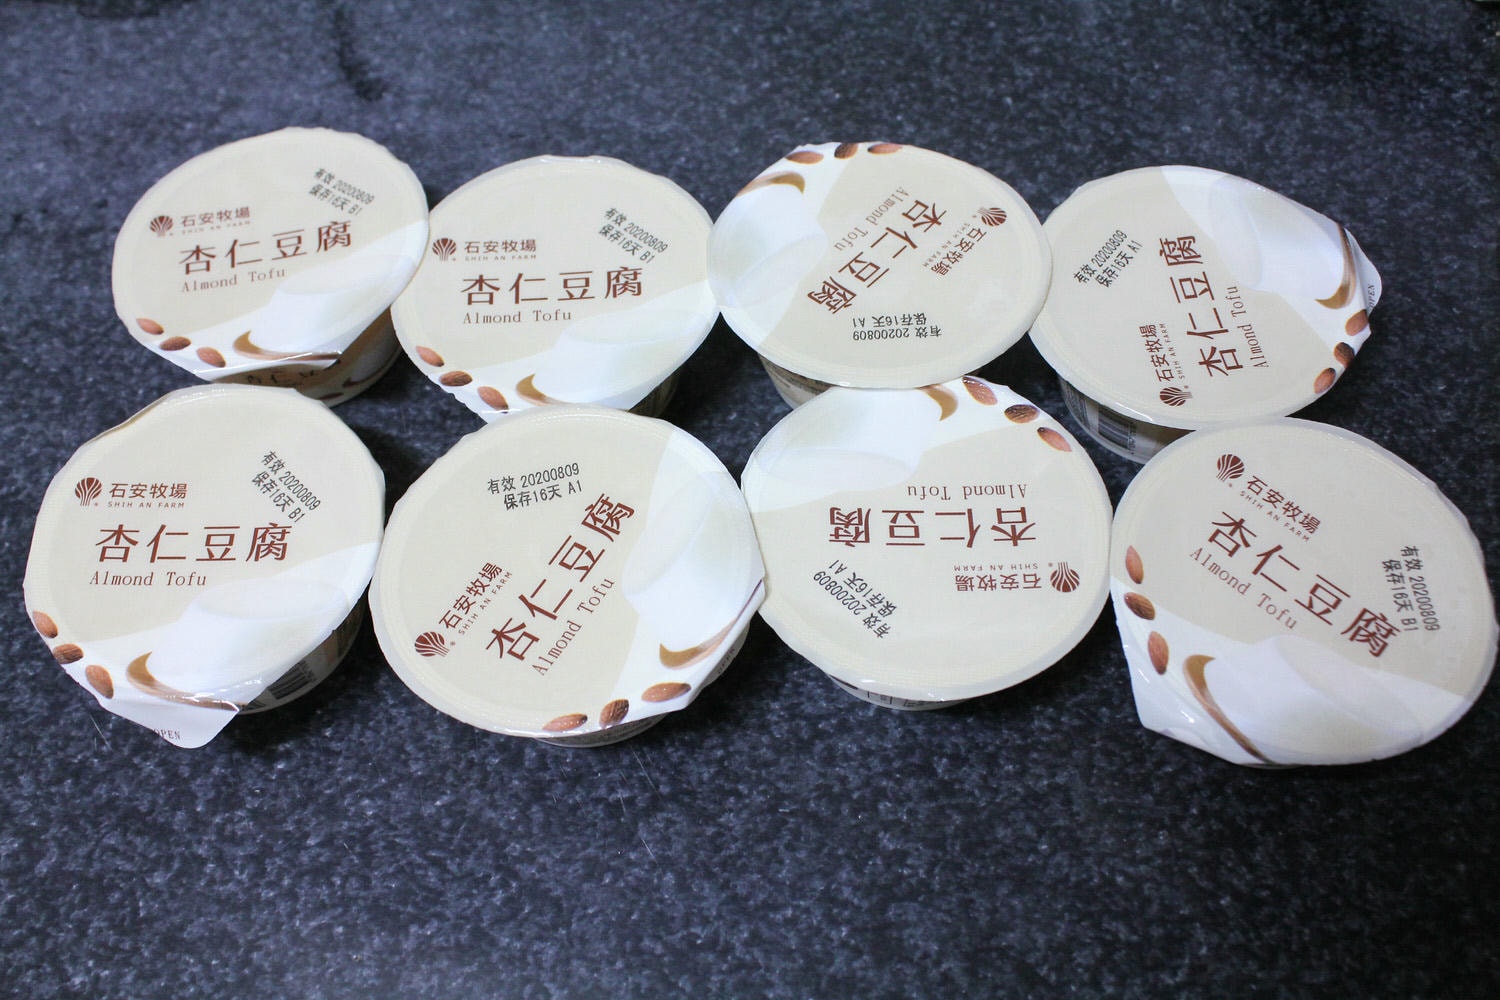 有效 20200809
保存16天 B1
石安牧場
SHIH AN FARM
杏仁豆腐
Almond Tofu
有效 20200809
保存16天 B1
石安牧場
SHIH AN FARM
杏仁豆腐
Almond Tofu
石安牧場
SHIH AN FARM
杏仁豆腐
Almond Tofu
有效 20200809
保存16天 A1
有效 20200809
保存16天 A1
石安牧場
SHIH AN FARM
杏仁豆腐
Almond Tofu
OPEN
有效 20200809
保存16天 B1
石安牧場
SHIH AN FARM
杏仁豆腐
Almond Tofu
OPEN
有效 20200809
保存16天 A1
石安牧場
SHIH AN FARM
杏仁豆腐
Almond Tofu
石安牧場
SHIH AN FARM
杏仁豆腐
Almond Tofu
有效 20200809
保存16天 A1
石安牧場
SHIH AN FARM
杏仁豆腐
Almond Tofu
有效 20200809
保存16天 B1